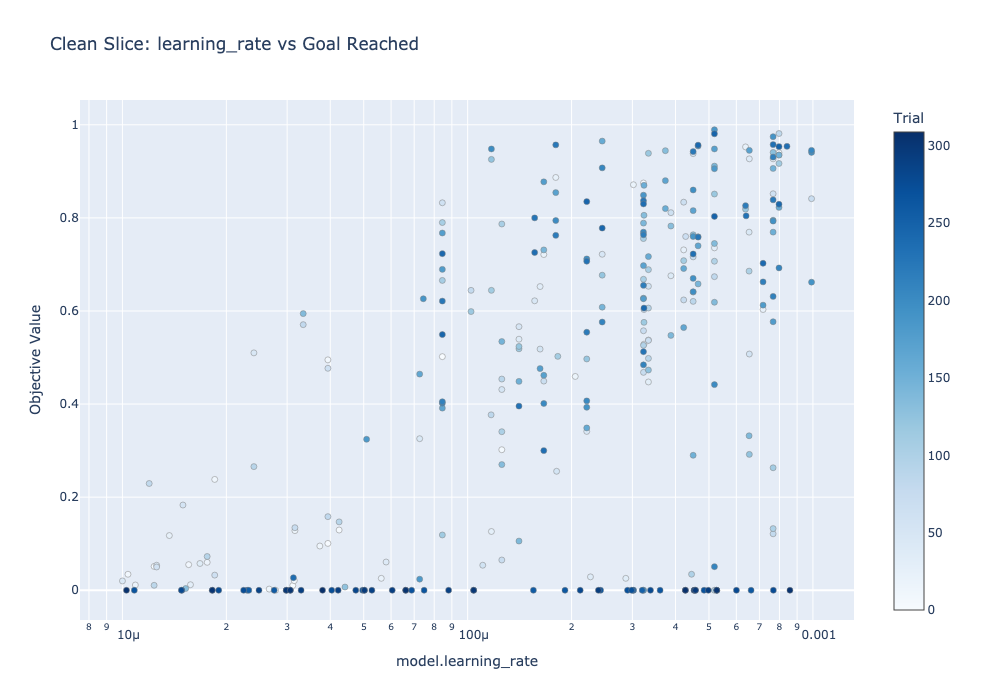 Clean Slice: learning_rate vs Goal Reached
Trial
Objective Value
1
0.8
0.6
0.4
0.2
0
300
250
200
150
100
50
0
8 9 10μ 2 3 4 5 6 7 8 9 100μ 2 3 4 5 6 7 8 9 0.001
model.learning_rate